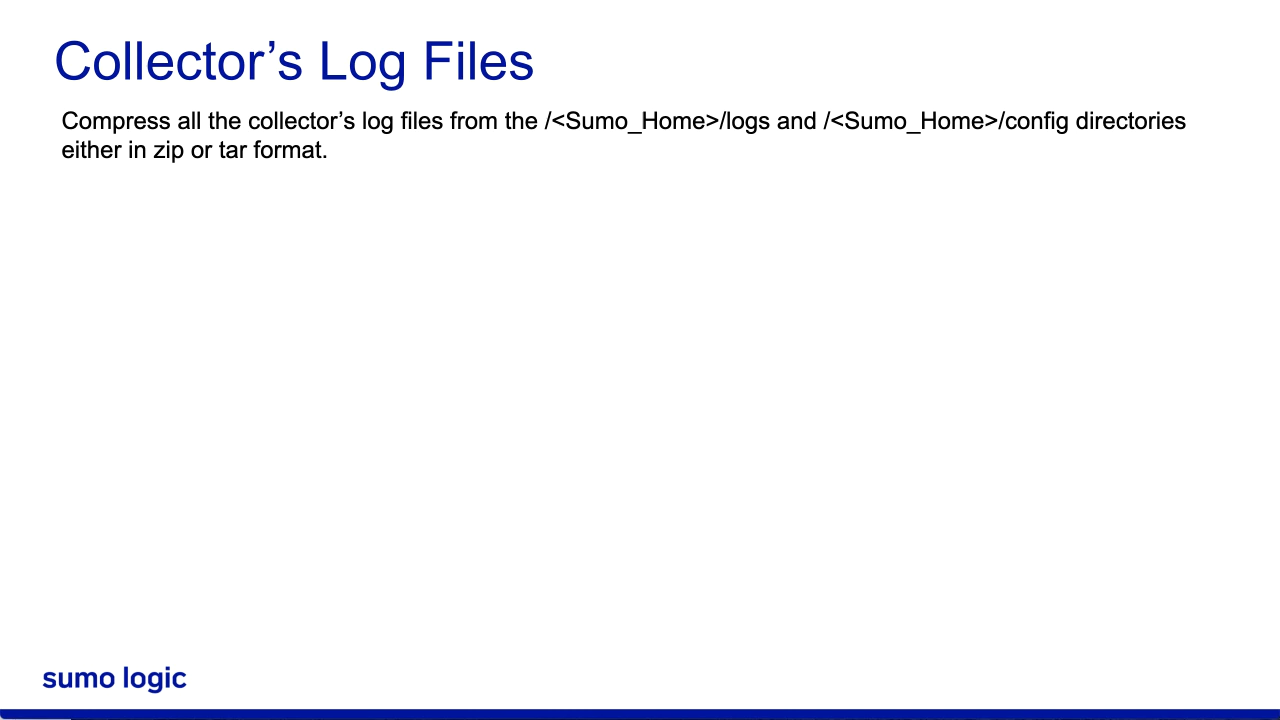 Collector’s Log Files
Compress all the collector’s log files from the /<Sumo_Home>/logs and /<Sumo_Home>/config directories
either in zip or tar format.
sumo logic